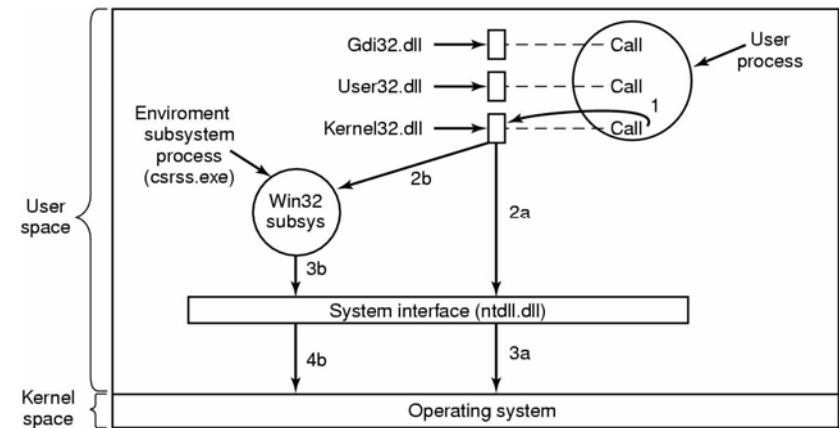 Gdi32.dll
Call
User
process
User32.dll
Call
Enviroment
subsystem
process
(csrss.exe)
1
Kernel32.dll
Call
2b
Win32
subsys
2a
User
space
3b
System interface (ntdll.dll)
4b
3a
Kernel
space
Operating system